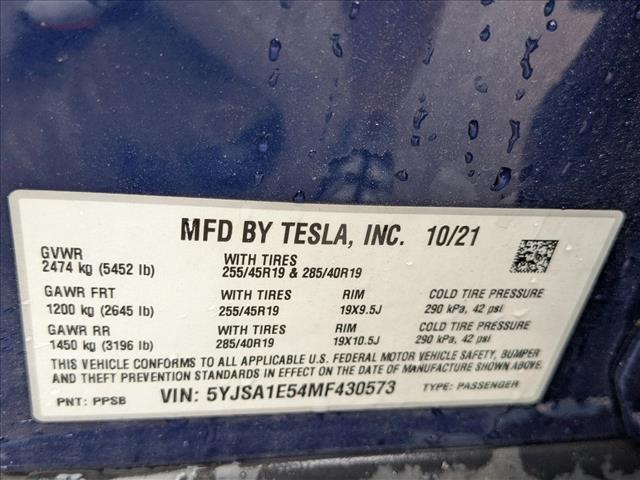 MFD BY TESLA, INC. 10/21
GVWR
2474 kg (5452 lb)
WITH TIRES
255/45R19 & 285/40R19
GAWR FRT
1200 kg (2645 lb)
WITH TIRES
255/45R19
RIM
19X9.5J
COLD TIRE PRESSURE
290 kPa, 42 psi
GAWR RR
1450 kg (3196 lb)
WITH TIRES
285/40R19
RIM
19X10.5J
COLD TIRE PRESSURE
290 kPa, 42 psi
THIS VEHICLE CONFORMS TO ALL APPLICABLE U.S. FEDERAL MOTOR VEHICLE SAFETY, BUMPER
AND THEFT PREVENTION STANDARDS IN EFFECT ON THE DATE OF MANUFACTURE SHOWN ABOVE.
PNT: PPSB VIN: 5YJSA1E54MF430573 TYPE: PASSENGER